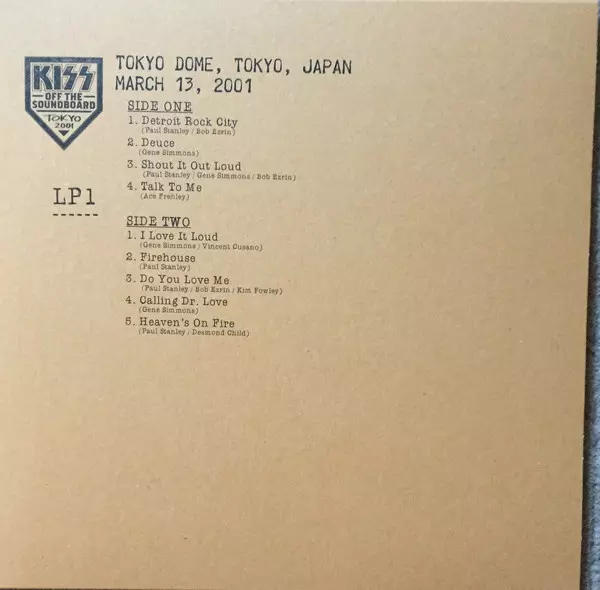 KISS
OFF THE
SOUNDBOARD
TOKYO
2001
TOKYO DOME, TOKYO, JAPAN
MARCH 13, 2001
SIDE ONE
1. Detroit Rock City
(Paul Stanley / Bob Ezrin)
2. Deuce
(Gene Simmons)
3. Shout It Out Loud
(Paul Stanley / Gene Simmons / Bob Ezrin)
4. Talk To Me
(Ace Frehley)
LP1
SIDE TWO
1. I Love It Loud
(Gene Simmons / Vincent Cusano)
2. Firehouse
(Paul Stanley)
3. Do You Love Me
(Paul Stanley / Bob Ezrin / Kim Fowley)
4. Calling Dr. Love
(Gene Simmons)
5. Heaven's On Fire
(Paul Stanley / Desmond Child)